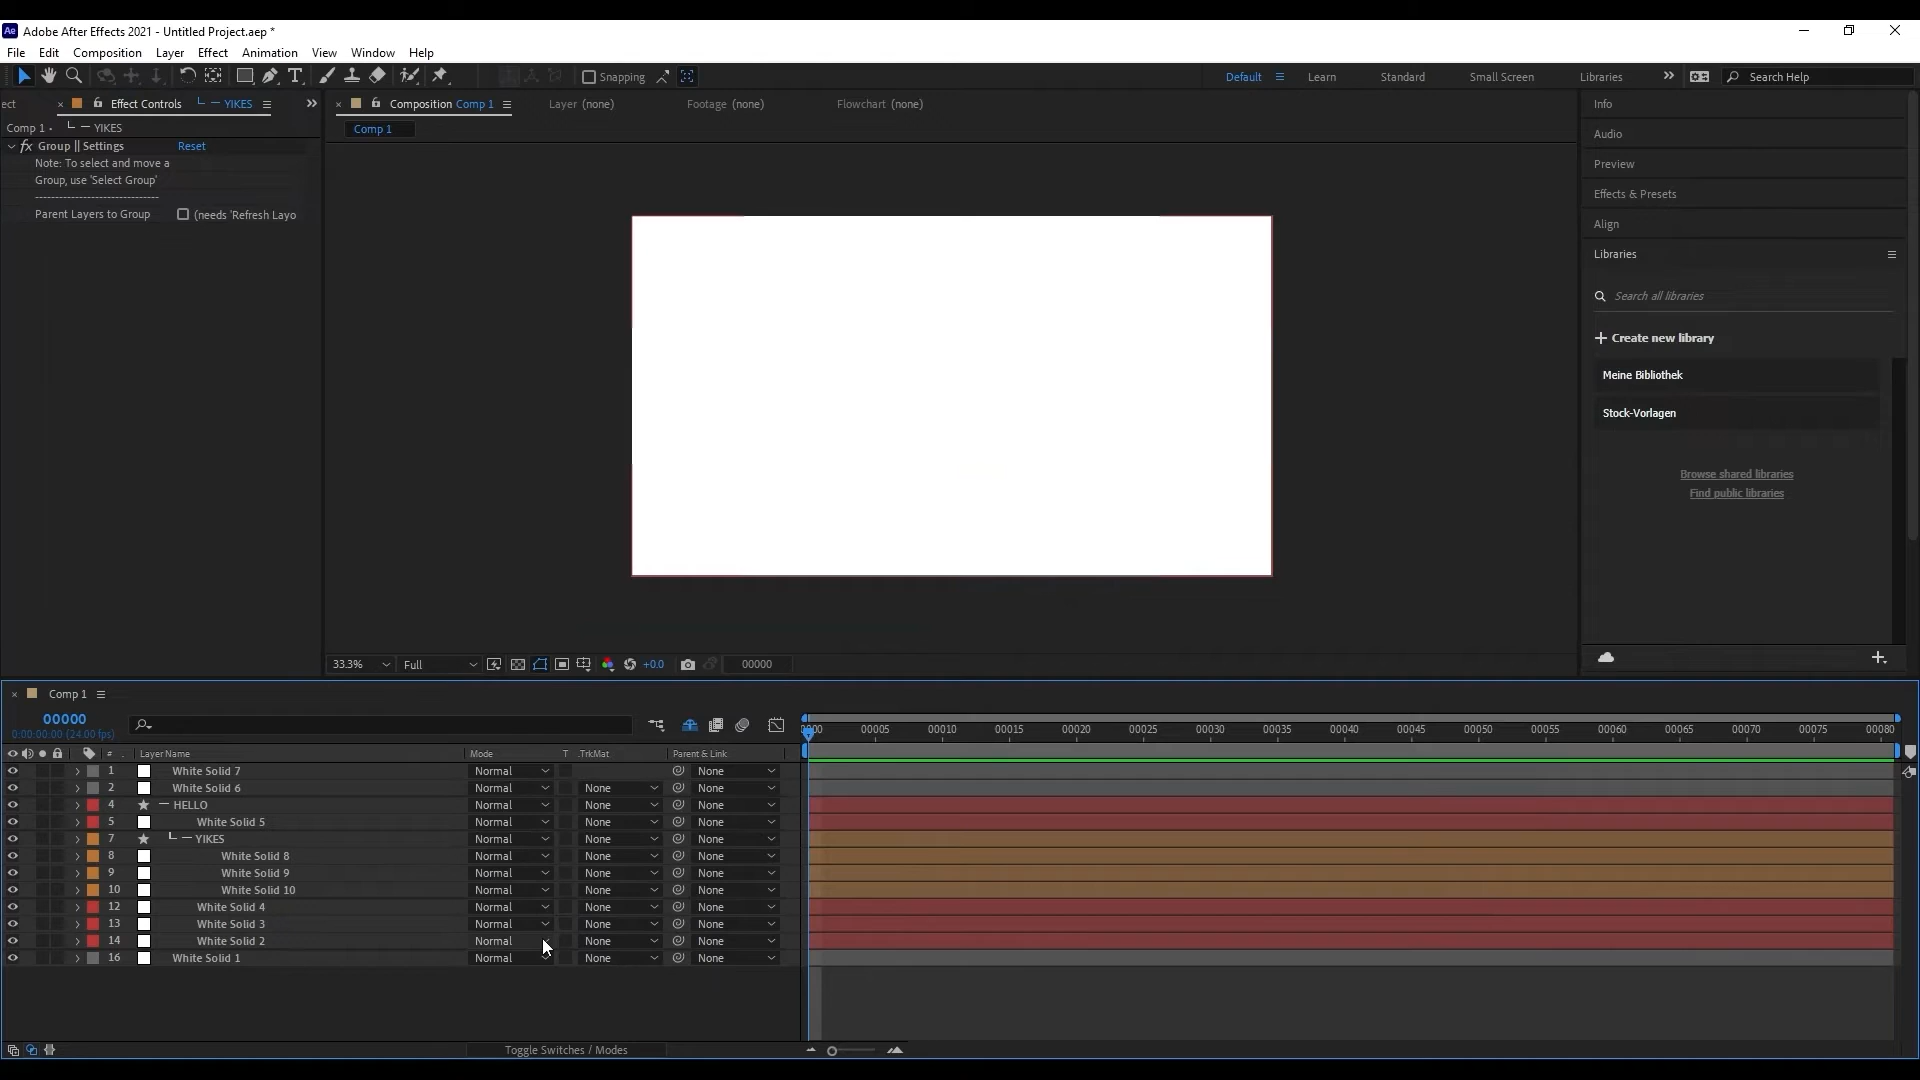 Ae Adobe After Effects 2021 - Untitled Project.aep *
File Edit Composition Layer Effect Animation View Window Help
Snapping Default Learn Standard Small Screen Libraries Search Help
ect Effect Controls YIKES
Comp 1 • YIKES
fx Group || Settings Reset
Note: To select and move a
Group, use 'Select Group'
-------------------------------
Parent Layers to Group (needs 'Refresh Layo
Composition Comp 1 Layer (none) Footage (none) Flowchart (none)
Comp 1
33.3% Full +0.0 00000
Info
Audio
Preview
Effects & Presets
Align
Libraries
Search all libraries
+ Create new library
Meine Bibliothek
Stock-Vorlagen
Browse shared libraries
Find public libraries
Comp 1
00000
0:00:00:00 (24.00 fps)
00005 00010 00015 00020 00025 00030 00035 00040 00045 00050 00055 00060 00065 00070 00075 00080
# Layer Name Mode T .TrkMat Parent & Link
1 White Solid 7 Normal None
2 White Solid 6 Normal None None
4 HELLO Normal None None
5 White Solid 5 Normal None None
7 YIKES Normal None None
8 White Solid 8 Normal None None
9 White Solid 9 Normal None None
10 White Solid 10 Normal None None
12 White Solid 4 Normal None None
13 White Solid 3 Normal None None
14 White Solid 2 Normal None None
16 White Solid 1 Normal None None
Toggle Switches / Modes